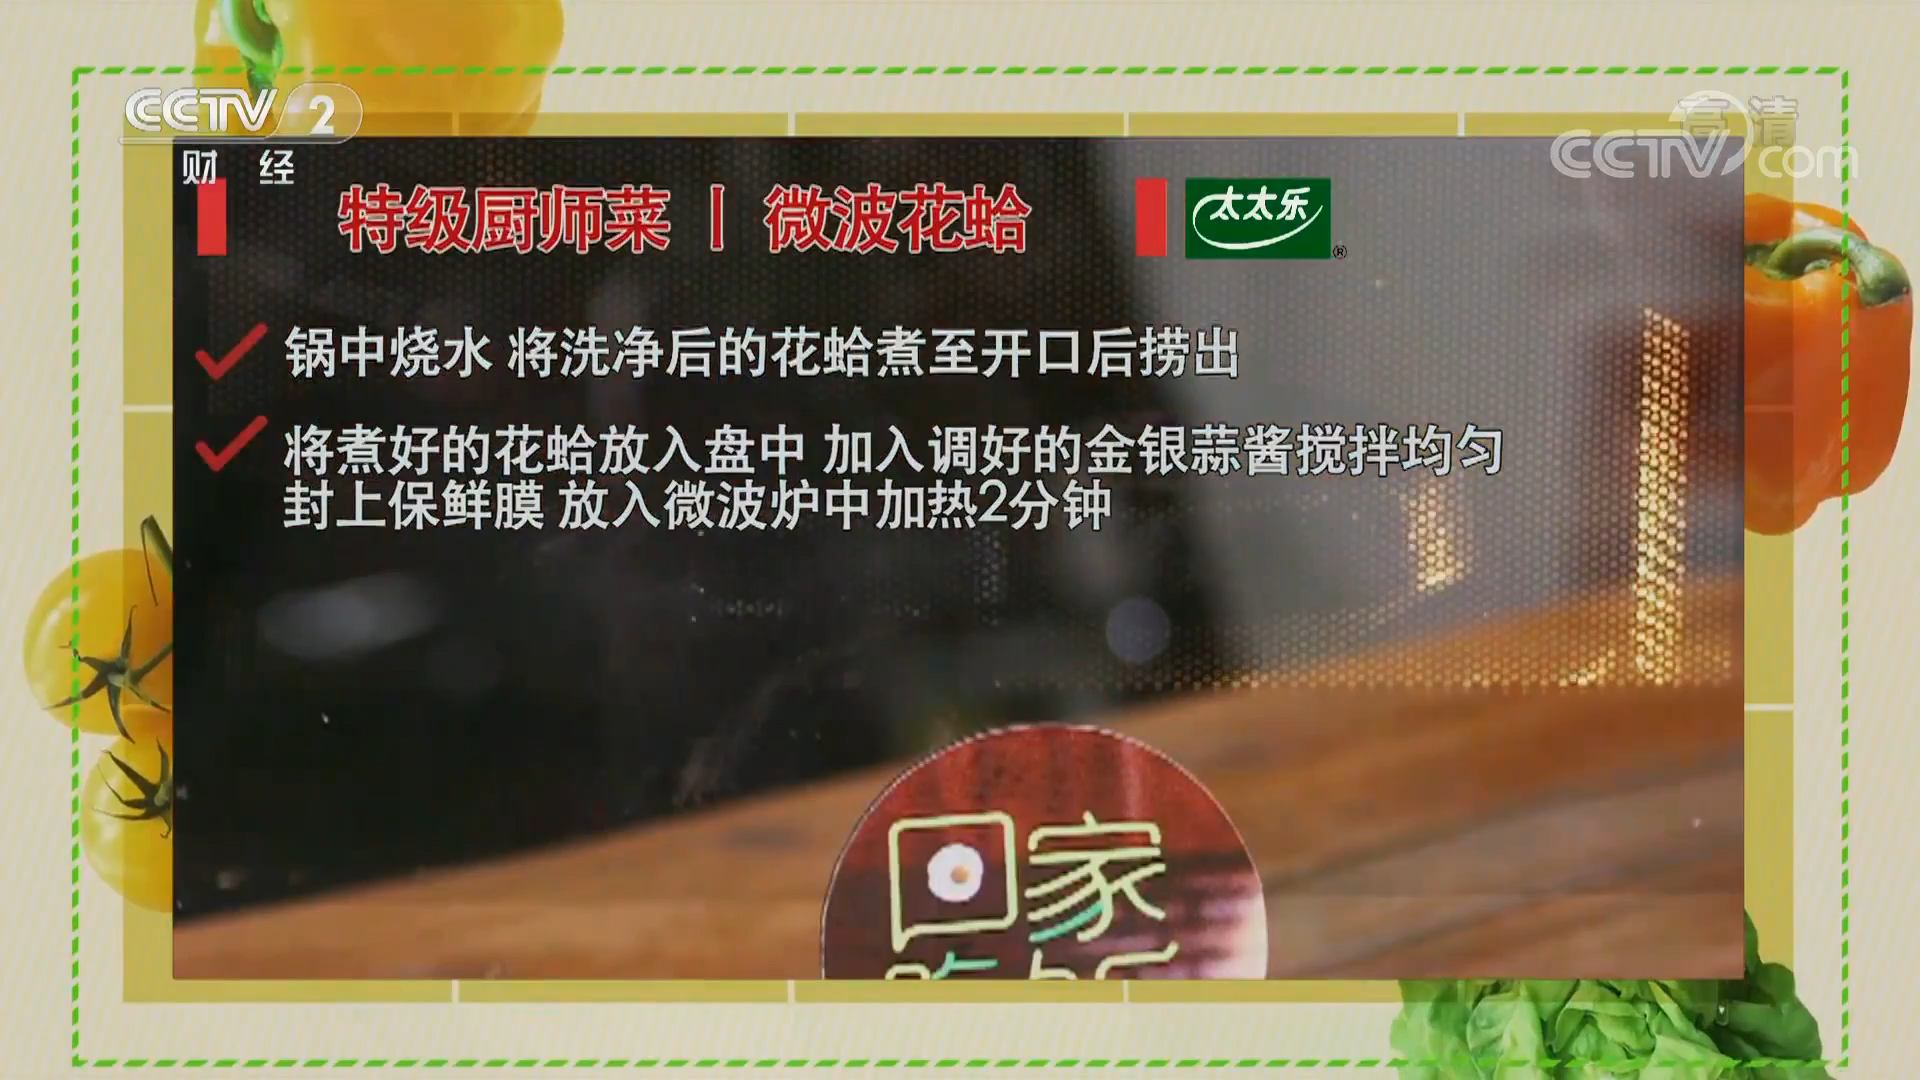 CCTV 2
财 经
高清
CCTV com
特级厨师菜 | 微波花蛤
太太乐
®
锅中烧水 将洗净后的花蛤煮至开口后捞出
将煮好的花蛤放入盘中 加入调好的金银蒜酱搅拌均匀
封上保鲜膜 放入微波炉中加热2分钟
回家